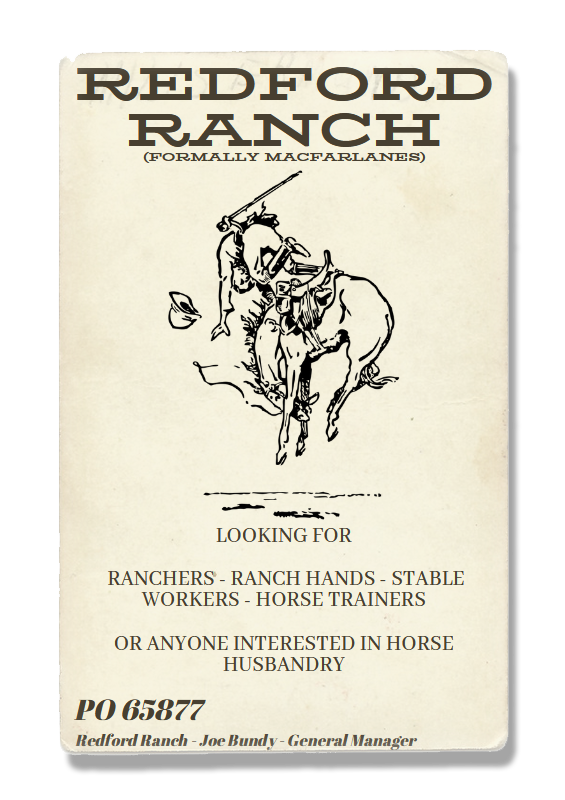 REDFORD
RANCH
(FORMALLY MACFARLANES)
LOOKING FOR
RANCHERS - RANCH HANDS - STABLE
WORKERS - HORSE TRAINERS
OR ANYONE INTERESTED IN HORSE
HUSBANDRY
PO 65877
Redford Ranch - Joe Bundy - General Manager